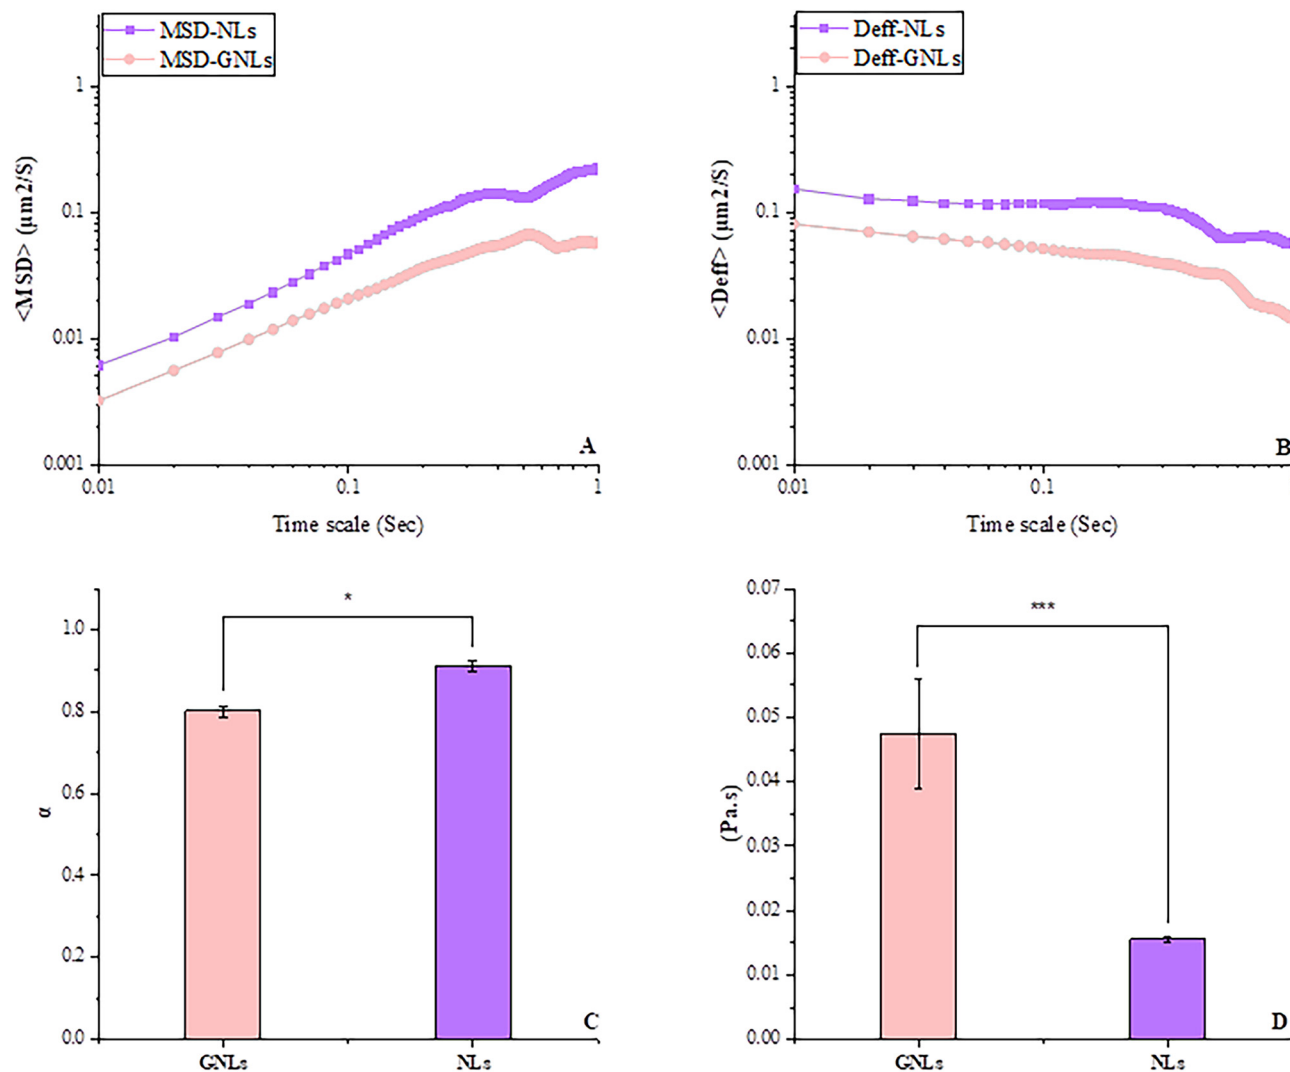 MSD-NLs
MSD-GNLs
1
0.1
0.01
0.001
<MSD> (µm2/S)
0.01
0.1
1
Time scale (Sec)
A
Deff-NLs
Deff-GNLs
1
0.1
0.01
0.001
<Deff> (µm2/S)
0.01
0.1
Time scale (Sec)
B
*
1.0
0.8
0.6
0.4
0.2
0.0
α
GNLs
NLs
C
***
0.07
0.06
0.05
0.04
0.03
0.02
0.01
0.00
(Pa.s)
GNLs
NLs
D